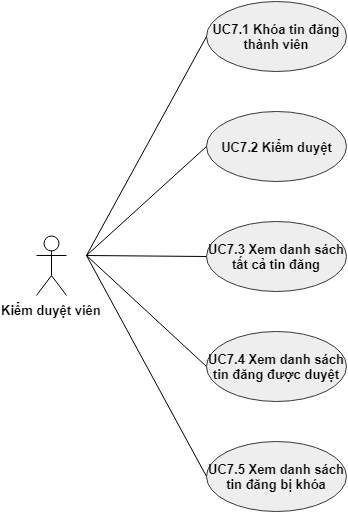 UC7.1 Khóa tin đăng
thành viên
UC7.2 Kiểm duyệt
UC7.3 Xem danh sách
tất cả tin đăng
Kiểm duyệt viên
UC7.4 Xem danh sách
tin đăng được duyệt
UC7.5 Xem danh sách
tin đăng bị khóa